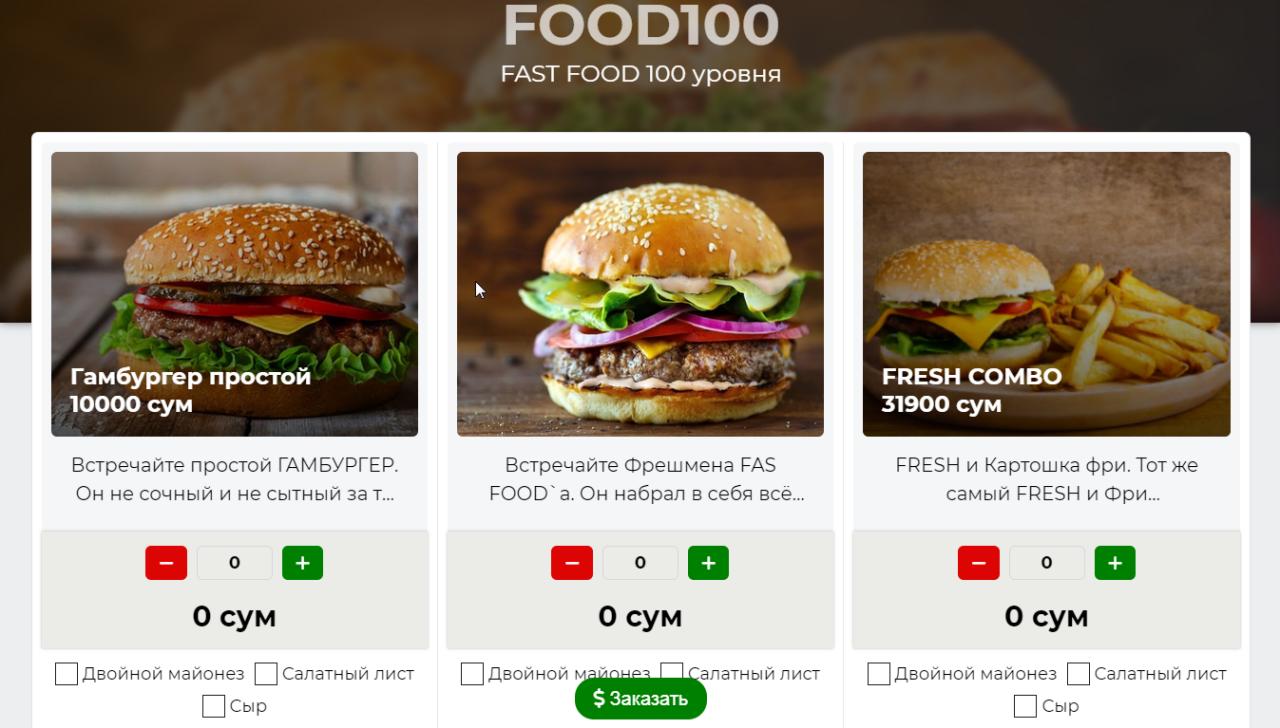 FOOD100
FAST FOOD 100 уровня
Гамбургер простой
10000 сум
Встречайте простой ГАМБУРГЕР.
Он не сочный и не сытный за т...
− 0 +
0 сум
Двойной майонез Салатный лист
Сыр
Встречайте Фрешмена FAS
FOOD`а. Он набрал в себя всё...
− 0 +
0 сум
Двойной майонез Салатный лист
$ Заказать
FRESH COMBO
31900 сум
FRESH и Картошка фри. Тот же
самый FRESH и Фри...
− 0 +
0 сум
Двойной майонез Салатный лист
Сыр